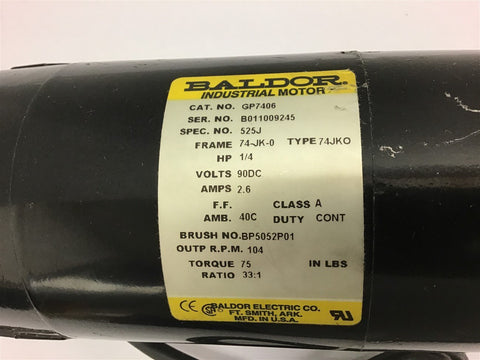 BALDOR
INDUSTRIAL MOTOR
CAT. NO. GP7406
SER. NO. B011009245
SPEC. NO. 525J
FRAME 74-JK-0 TYPE 74JKO
HP 1/4
VOLTS 90DC
AMPS 2.6
F.F. CLASS A
AMB. 40C DUTY CONT
BRUSH NO. BP5052P01
OUTP R.P.M. 104
TORQUE 75 IN LBS
RATIO 33:1
BALDOR ELECTRIC CO.
FT. SMITH, ARK.
MFD. IN U.S.A.